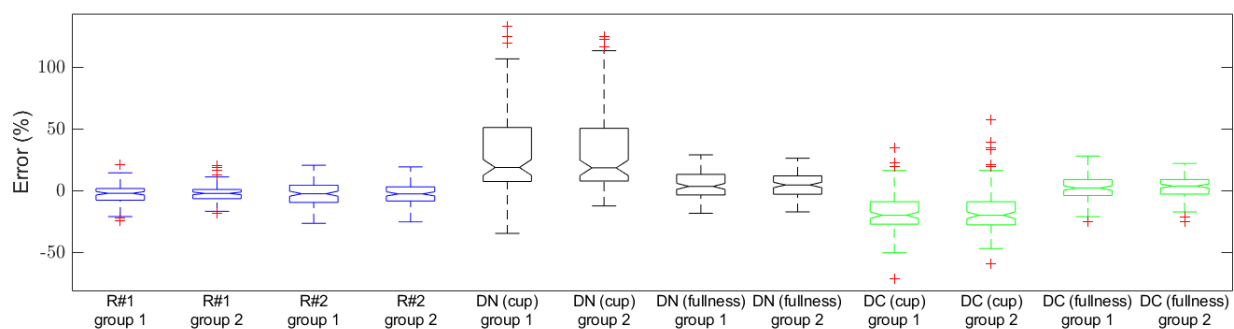 Error (%)
100
50
0
-50
R#1 R#1 R#2 R#2 DN (cup) DN (cup) DN (fullness) DN (fullness) DC (cup) DC (cup) DC (fullness) DC (fullness)
group 1 group 2 group 1 group 2 group 1 group 2 group 1 group 2 group 1 group 2 group 1 group 2